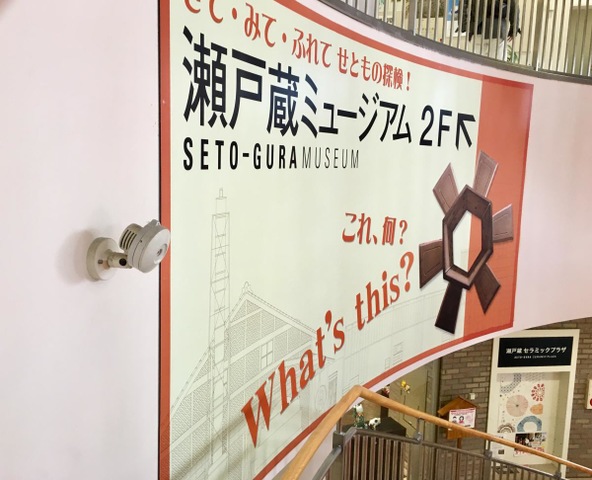 きて・みて・ふれて せともの探検！
瀬戸蔵ミュージアム 2F
SETO-GURA MUSEUM
これ、何？
What's this?
瀬戸蔵 セラミックプラザ